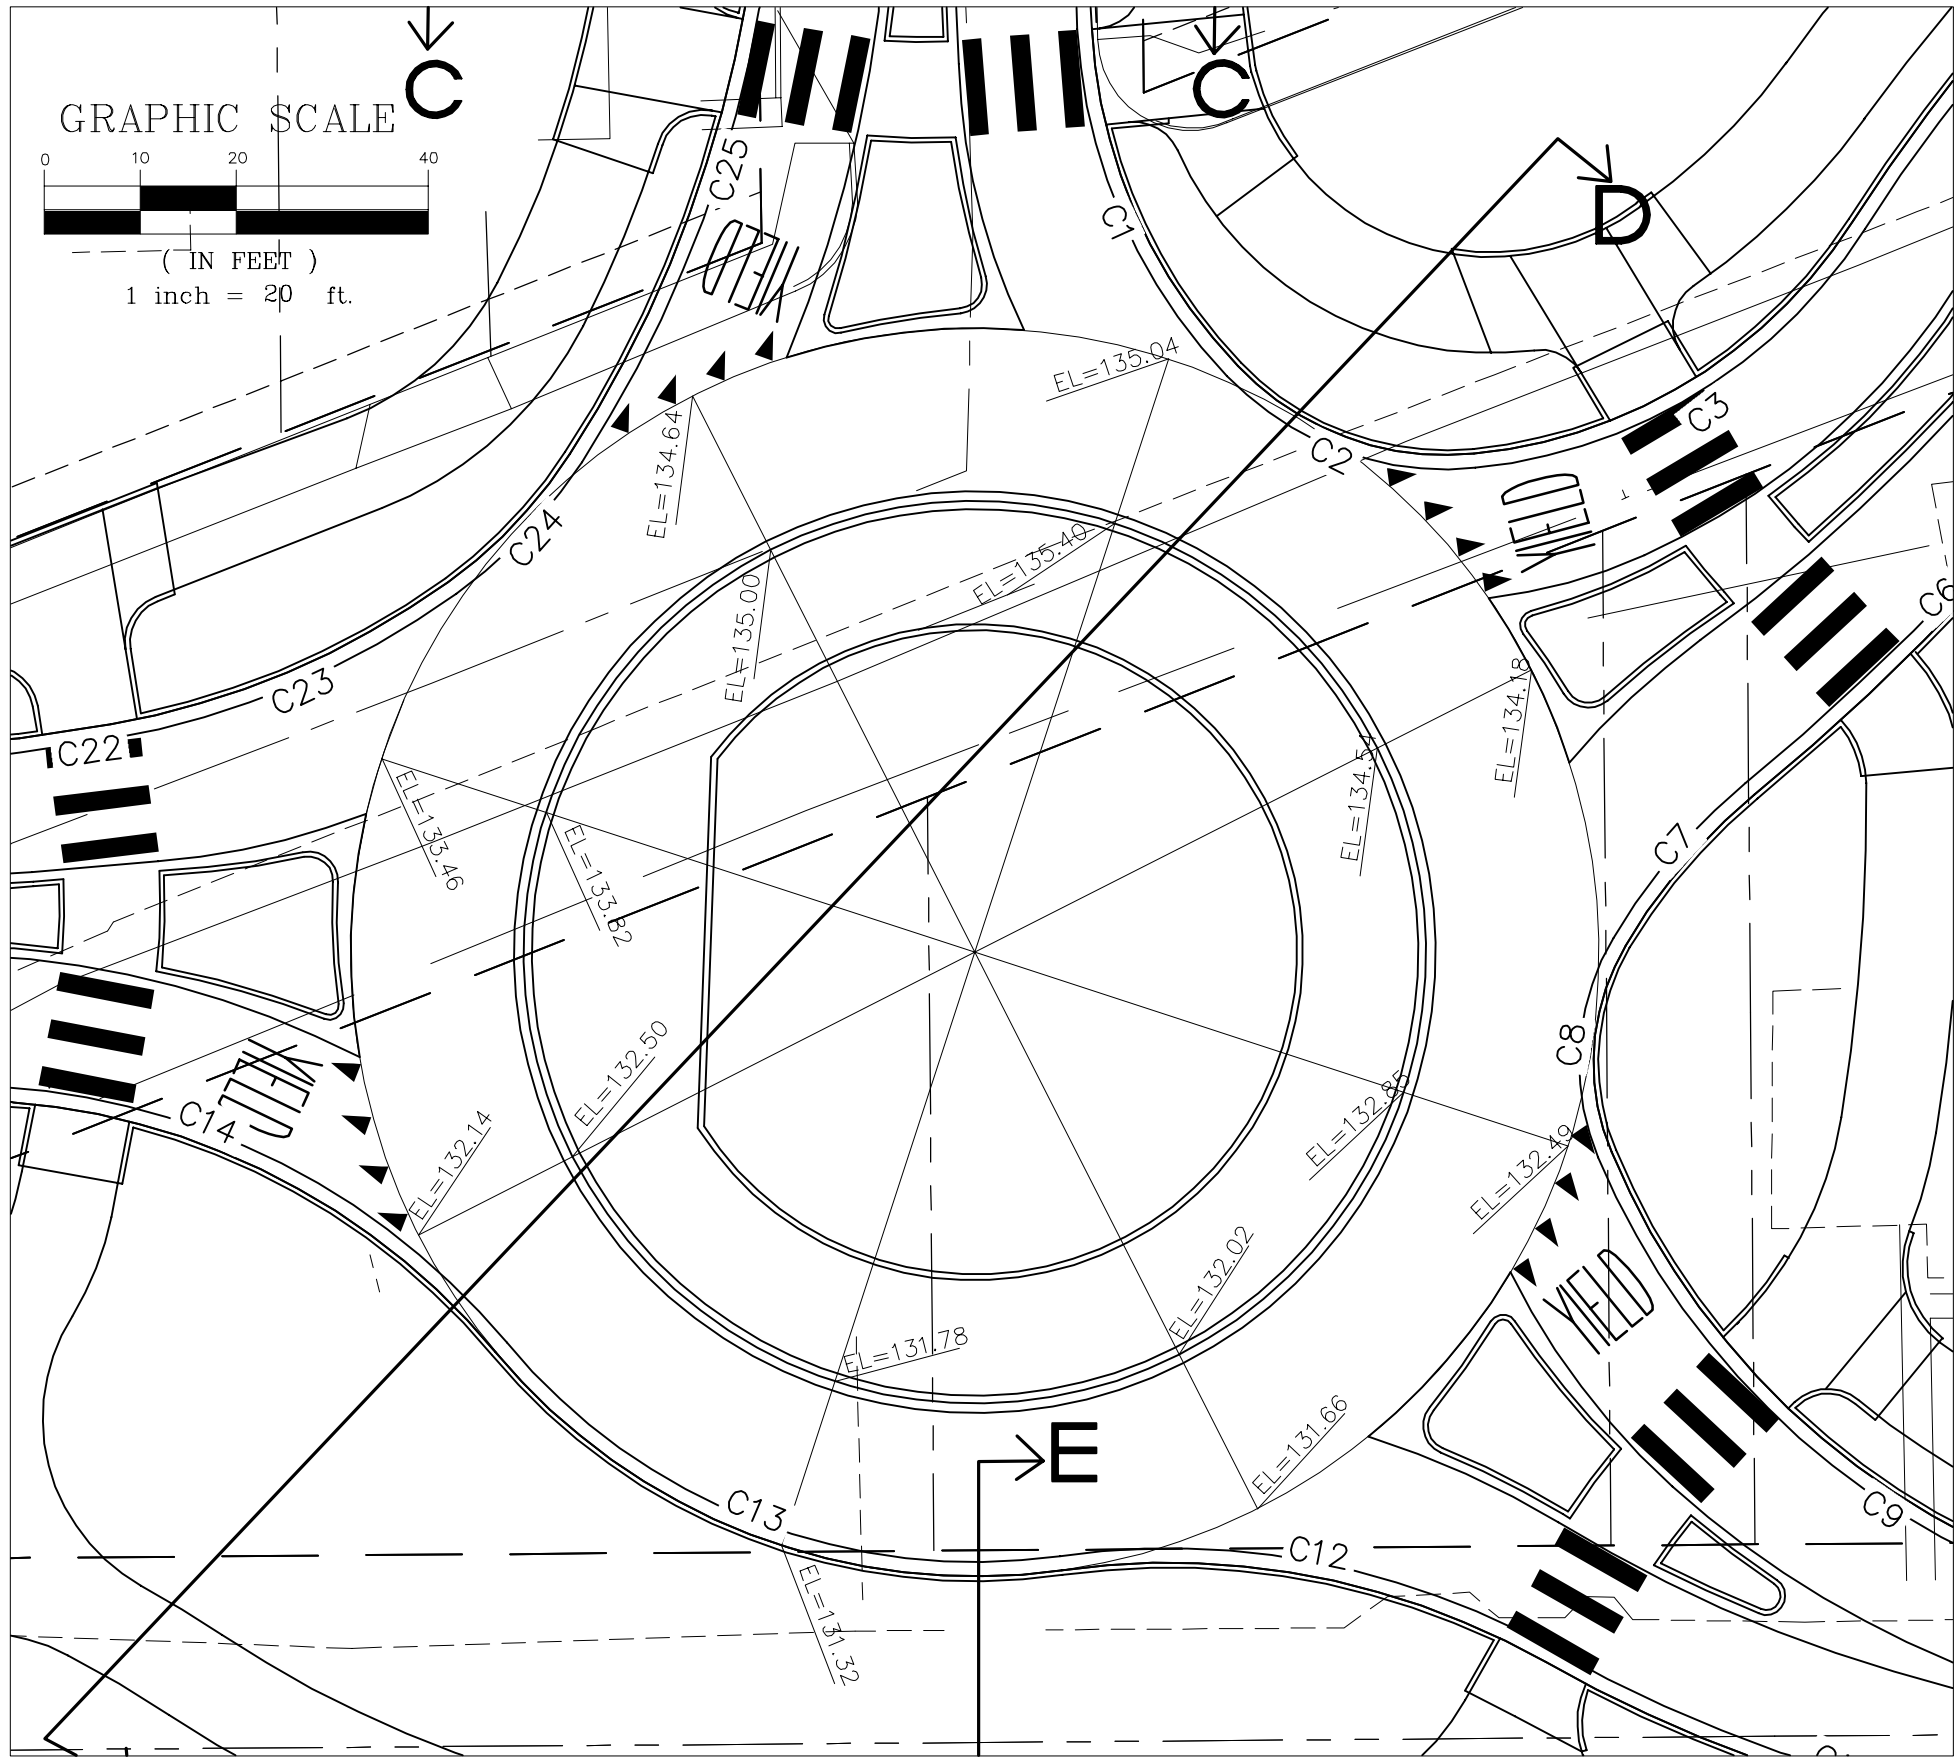 C
C
GRAPHIC SCALE
0 10 20 40
( IN FEET )
1 inch = 20 ft.
C25
YIELD
C1
D
EL=135.04
C3
C2
EL=134.64
YIELD
C24
EL=135.40
EL=135.00
C6
C23
EL=134.18
C22
EL=134.54
EL=133.46
EL=133.82
C7
C8
EL=132.50
YIELD
C14
EL=132.14
EL=132.85
EL=132.49
YIELD
EL=132.02
EL=131.78
E
EL=131.66
C13
C9
C12
EL=131.32